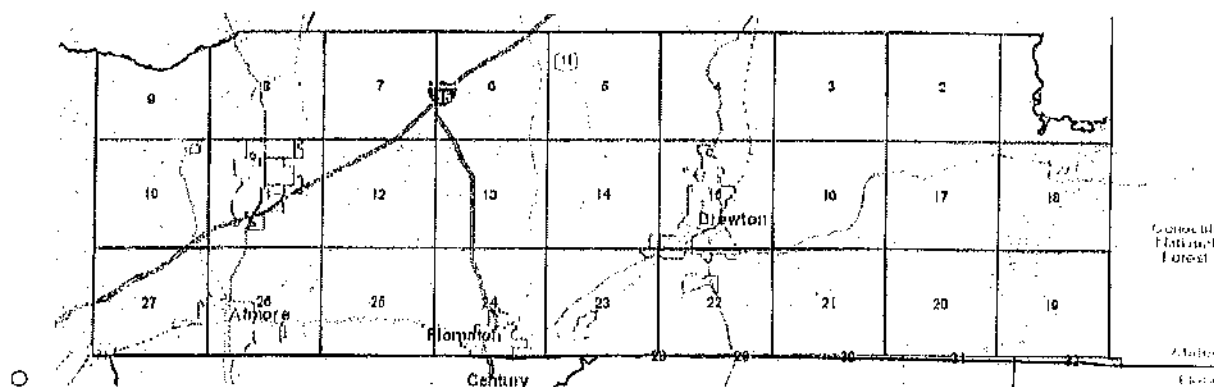 11
9 8 7 6 5 4 3 2
10 12 13 14 15 16 17 18
Brewton
National
Forest
27 26 25 24 23 22 21 20 19
Atmore
Flomaton
28 29 30 31 32
Century